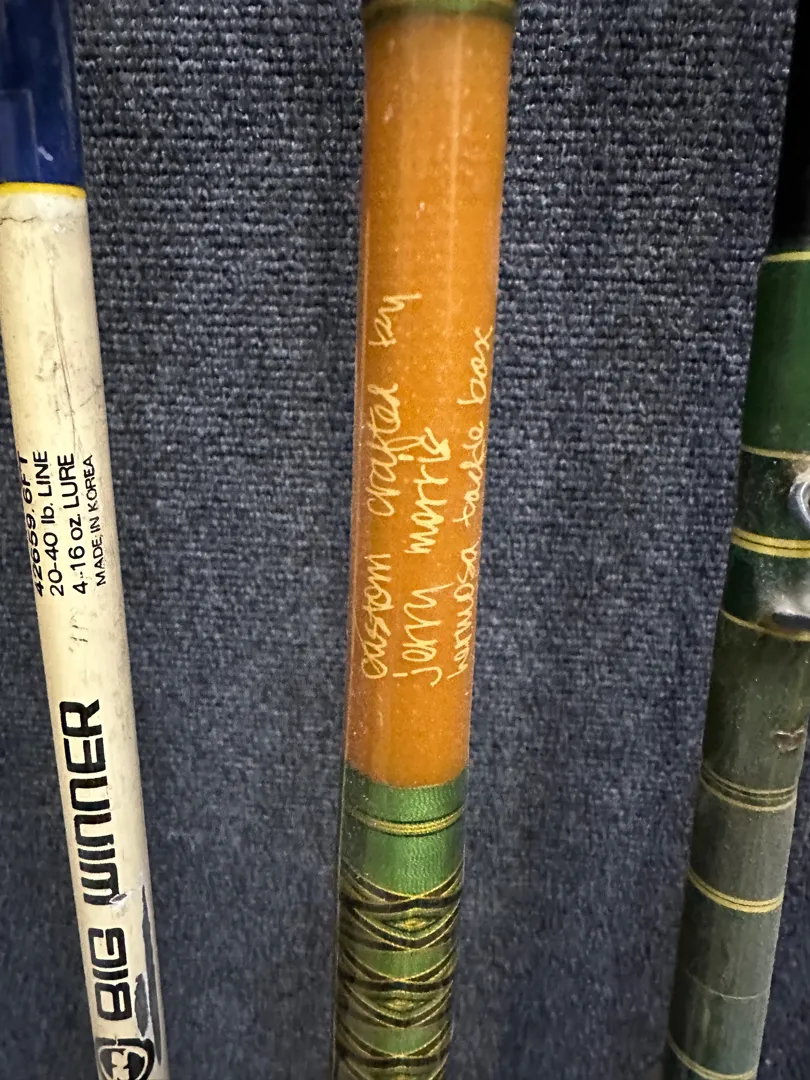 42659. 6FT
20-40 lb. LINE
4-16 oz. LURE
MADE IN KOREA
BIG WINNER
custom crafted by
jerry morris
hermosa tackle box